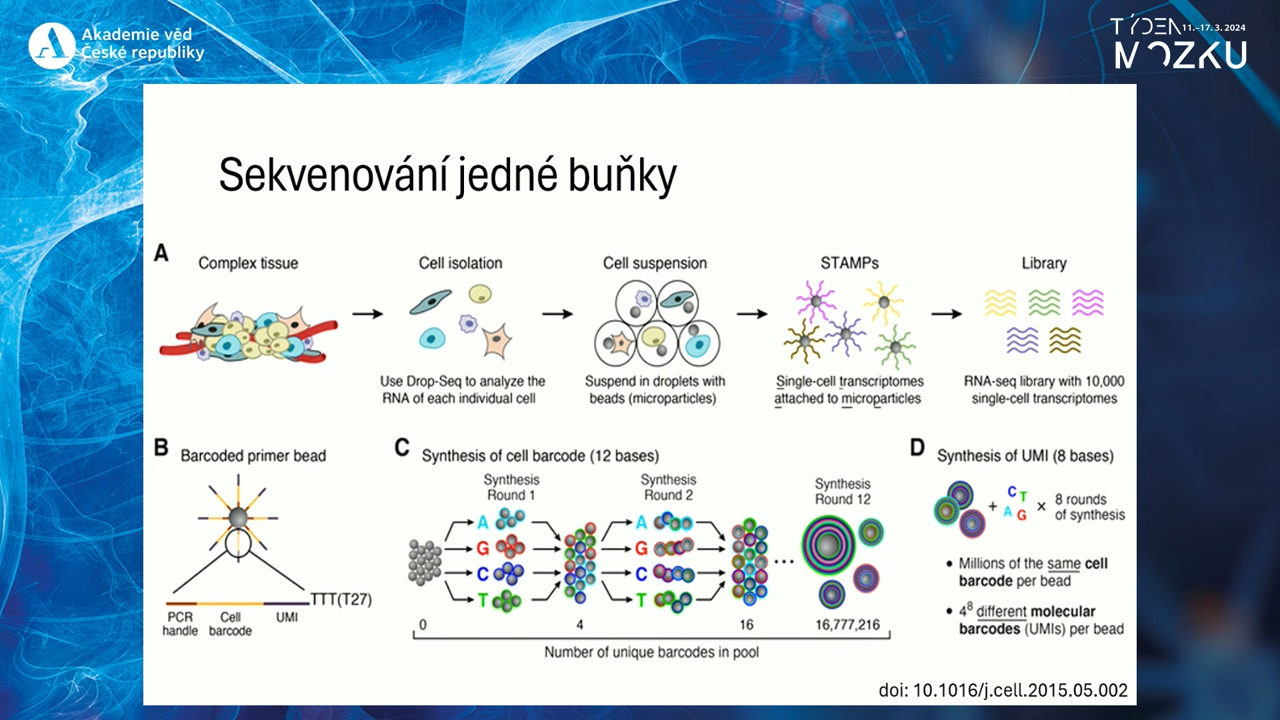 Akademie věd
České republiky
TÝDEN 11.–17. 3. 2024
MOZKU
Sekvenování jedné buňky
A
Complex tissue
Cell isolation
Cell suspension
STAMPs
Library
Use Drop-Seq to analyze the
RNA of each individual cell
Suspend in droplets with
beads (microparticles)
Single-cell transcriptomes
attached to microparticles
RNA-seq library with 10,000
single-cell transcriptomes
B
Barcoded primer bead
TTT(T27)
PCR
handle
Cell
barcode
UMI
C
Synthesis of cell barcode (12 bases)
Synthesis
Round 1
Synthesis
Round 2
Synthesis
Round 12
A
G
C
T
A
G
C
T
...
0
4
16
16,777,216
Number of unique barcodes in pool
D
Synthesis of UMI (8 bases)
+ A C T G × 8 rounds
of synthesis
• Millions of the same cell
barcode per bead
• 4⁸ different molecular
barcodes (UMIs) per bead
doi: 10.1016/j.cell.2015.05.002